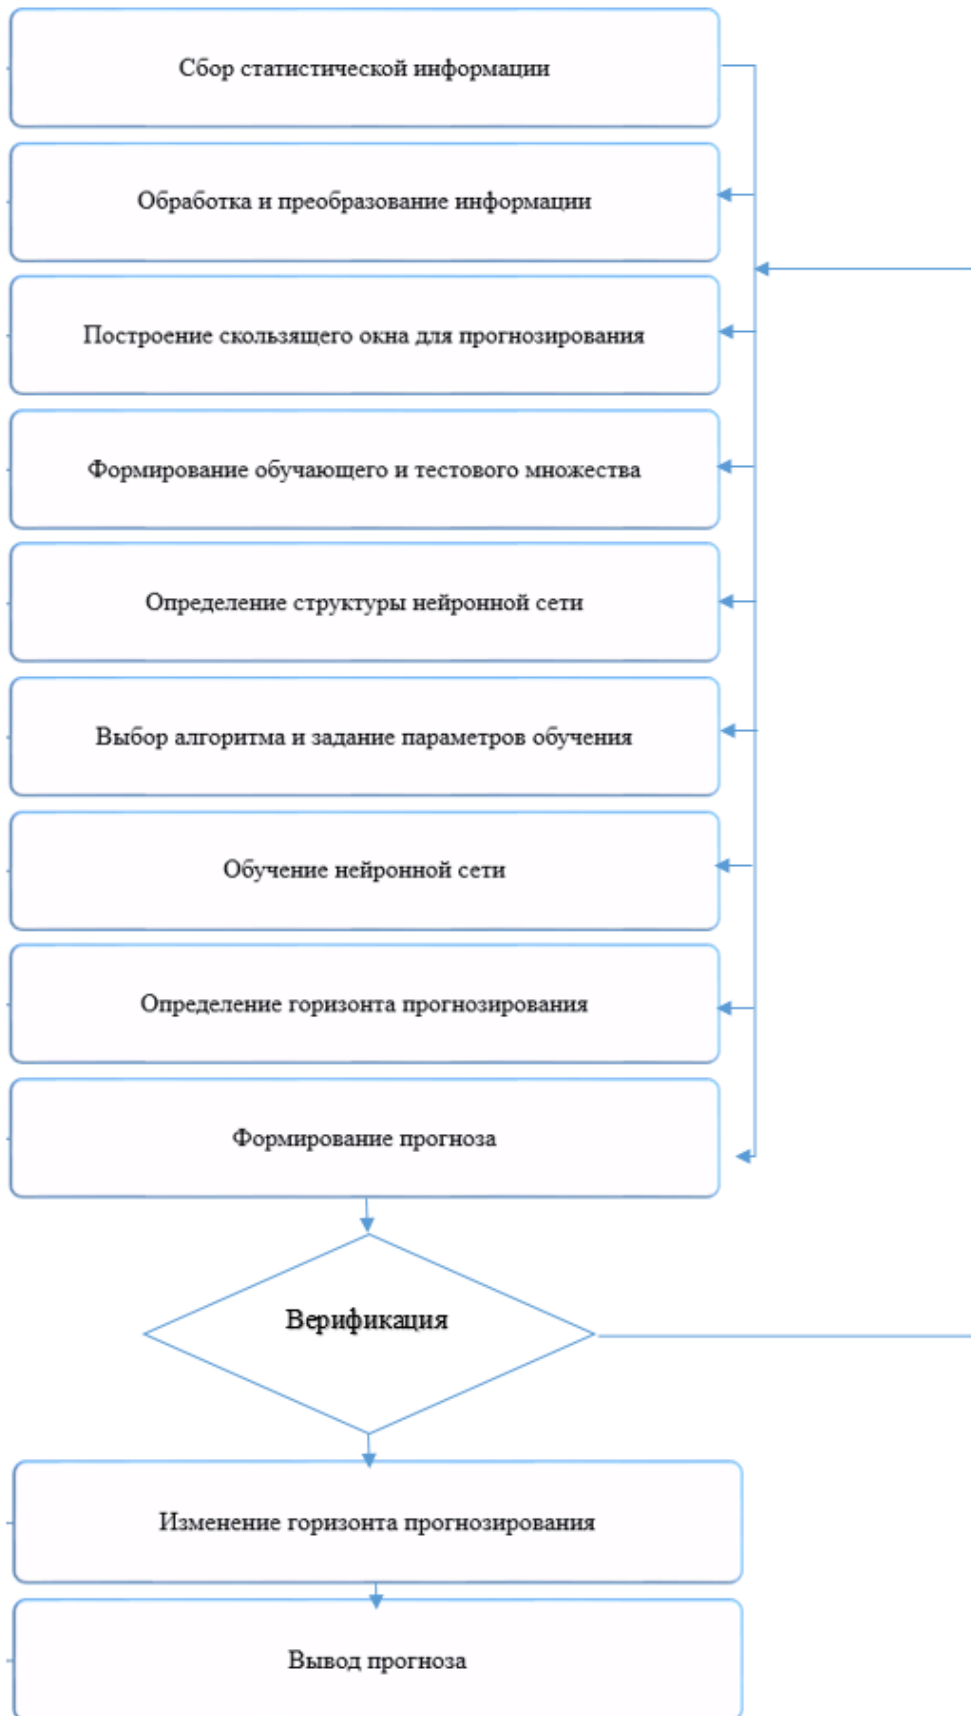 Сбор статистической информации
Обработка и преобразование информации
Построение скользящего окна для прогнозирования
Формирование обучающего и тестового множества
Определение структуры нейронной сети
Выбор алгоритма и задание параметров обучения
Обучение нейронной сети
Определение горизонта прогнозирования
Формирование прогноза
Верификация
Изменение горизонта прогнозирования
Вывод прогноза